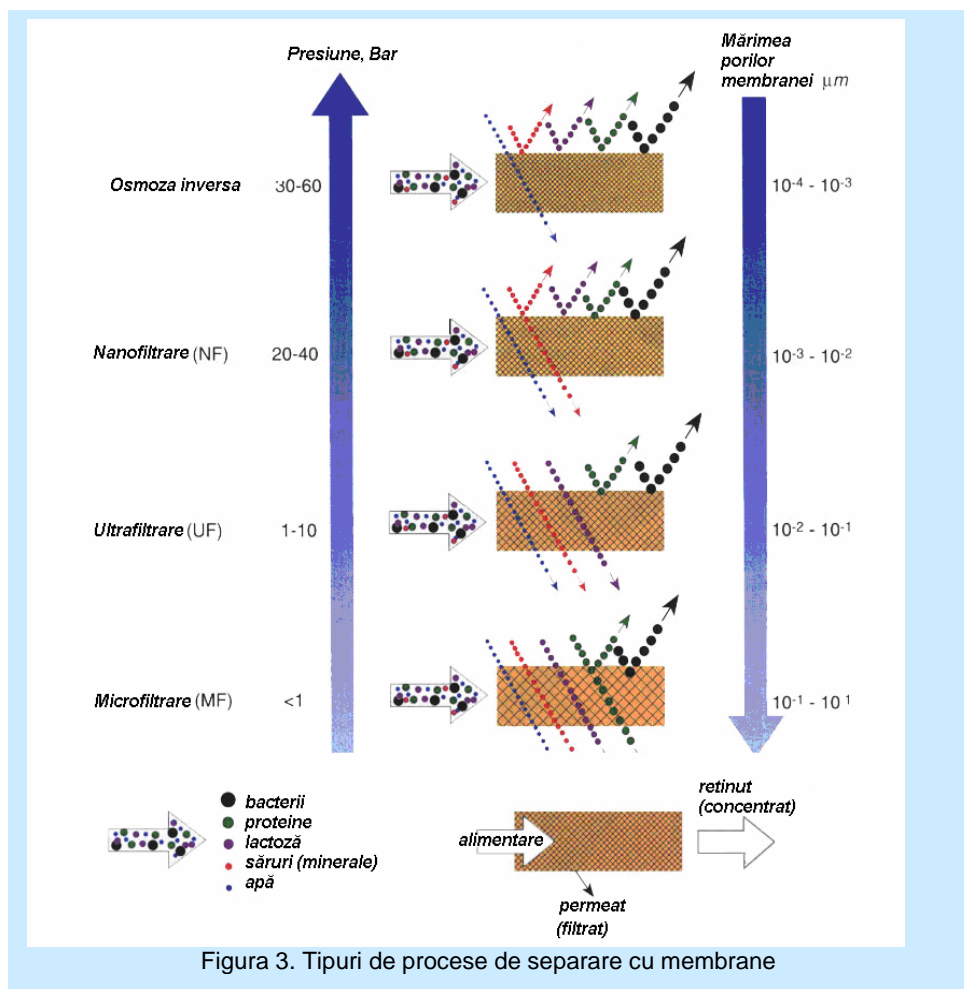 Presiune, Bar
Mărimea
porilor
membranei μm
Osmoza inversa 30-60 10⁻⁴ - 10⁻³
Nanofiltrare (NF) 20-40 10⁻³ - 10⁻²
Ultrafiltrare (UF) 1-10 10⁻² - 10⁻¹
Microfiltrare (MF) <1 10⁻¹ - 10¹
bacterii
proteine
lactoză
săruri (minerale)
apă
alimentare
retinut
(concentrat)
permeat
(filtrat)
Figura 3. Tipuri de procese de separare cu membrane